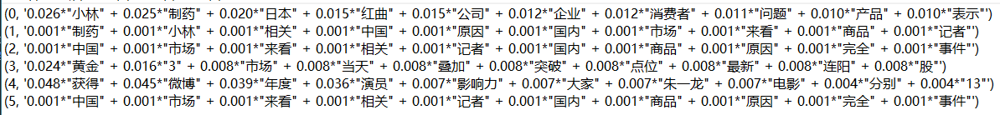 (0, '0.026*"小林" + 0.025*"制药" + 0.020*"日本" + 0.015*"红曲" + 0.015*"公司" + 0.012*"企业" + 0.012*"消费者" + 0.011*"问题" + 0.010*"产品" + 0.010*"表示"')
(1, '0.001*"制药" + 0.001*"小林" + 0.001*"相关" + 0.001*"中国" + 0.001*"原因" + 0.001*"国内" + 0.001*"市场" + 0.001*"来看" + 0.001*"商品" + 0.001*"记者"')
(2, '0.001*"中国" + 0.001*"市场" + 0.001*"来看" + 0.001*"相关" + 0.001*"记者" + 0.001*"国内" + 0.001*"商品" + 0.001*"原因" + 0.001*"完全" + 0.001*"事件"')
(3, '0.024*"黄金" + 0.016*"3" + 0.008*"市场" + 0.008*"当天" + 0.008*"叠加" + 0.008*"突破" + 0.008*"点位" + 0.008*"最新" + 0.008*"连阳" + 0.008*"股"')
(4, '0.048*"获得" + 0.045*"微博" + 0.039*"年度" + 0.036*"演员" + 0.007*"影响力" + 0.007*"大家" + 0.007*"朱一龙" + 0.007*"电影" + 0.004*"分别" + 0.004*"13"')
(5, '0.001*"中国" + 0.001*"市场" + 0.001*"来看" + 0.001*"相关" + 0.001*"记者" + 0.001*"国内" + 0.001*"商品" + 0.001*"原因" + 0.001*"完全" + 0.001*"事件"')